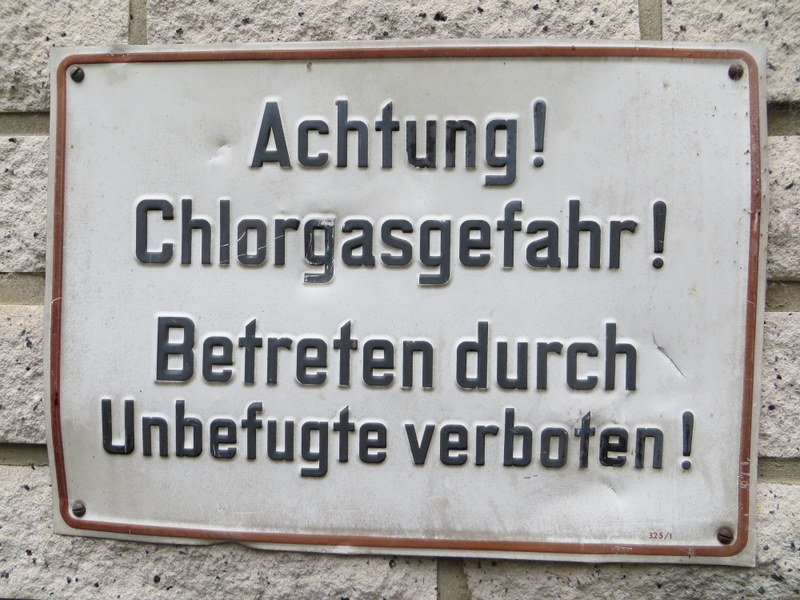 Achtung!
Chlorgasgefahr!
Betreten durch
Unbefugte verboten!
325/1